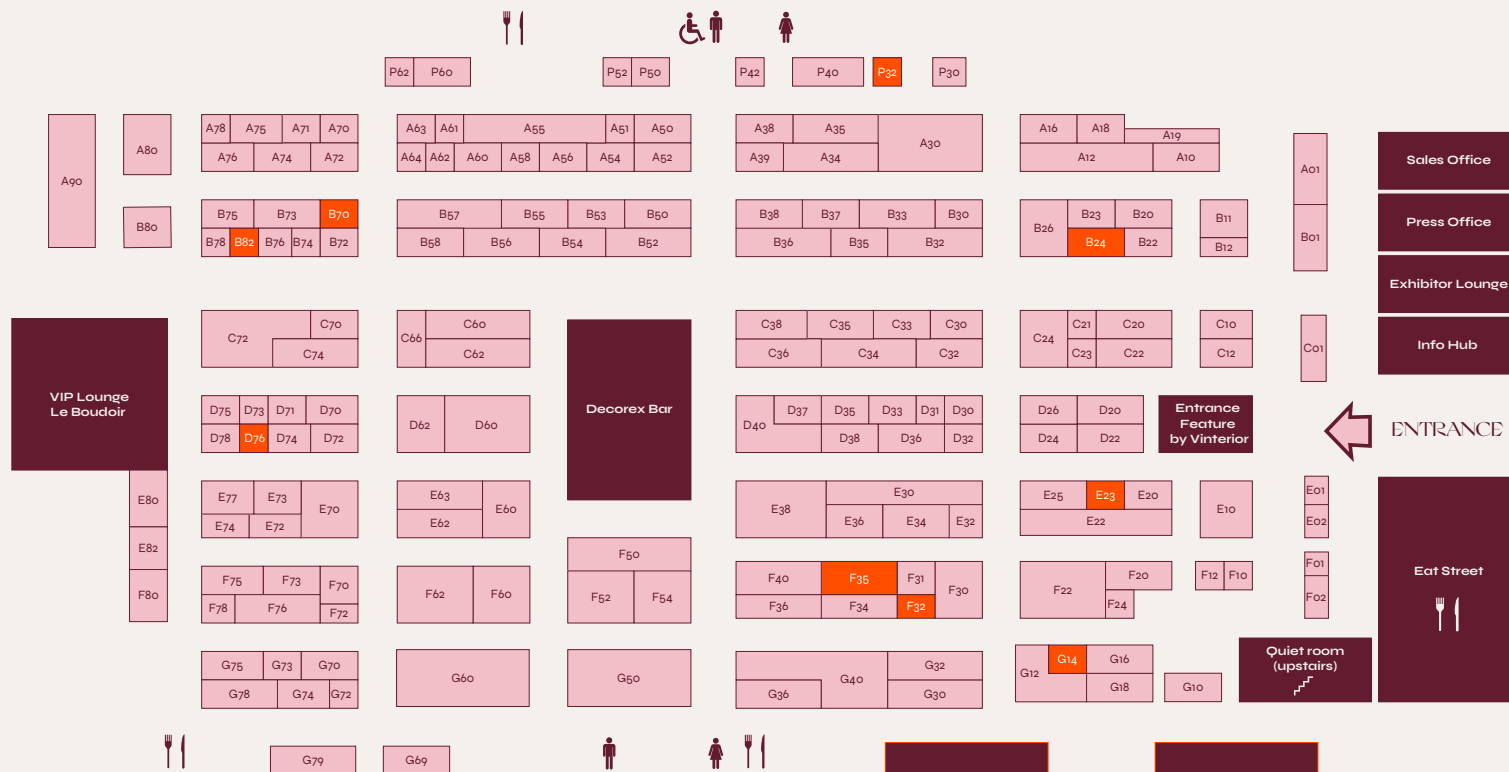 P62 P60 P52 P50 P42 P40 P32 P30
A78 A75 A71 A70 A63 A61 A55 A51 A50 A38 A35 A30 A16 A18 A19
A76 A74 A72 A64 A62 A60 A58 A56 A54 A52 A39 A34 A12 A10
A90 A80 A01
Sales Office
B80 B75 B73 B70 B57 B55 B53 B50 B38 B37 B33 B30 B26 B23 B20 B11
B78 B82 B76 B74 B72 B58 B56 B54 B52 B36 B35 B32 B24 B22 B12 B01
Press Office
Exhibitor Lounge
C72 C70 C66 C60 C38 C35 C33 C30 C24 C21 C20 C10
C74 C62 C36 C34 C32 C23 C22 C12 C01
Info Hub
VIP Lounge
Le Boudoir
Decorex Bar
D75 D73 D71 D70 D62 D60 D40 D37 D35 D33 D31 D30 D26 D20
D78 D76 D74 D72 D38 D36 D32 D24 D22
Entrance
Feature
by Vinterior
ENTRANCE
E80 E77 E73 E70 E63 E60 E38 E30 E25 E23 E20 E10 E01
E74 E72 E62 E36 E34 E32 E22 E02
E82
F50
F80 F75 F73 F70 F62 F60 F52 F54 F40 F35 F31 F30 F22 F20 F12 F10 F01
F78 F76 F72 F36 F34 F32 F24 F02
Eat Street
G75 G73 G70 G60 G50 G40 G32 G12 G14 G16
G78 G74 G72 G36 G30 G18 G10
Quiet room
(upstairs)
G79 G69